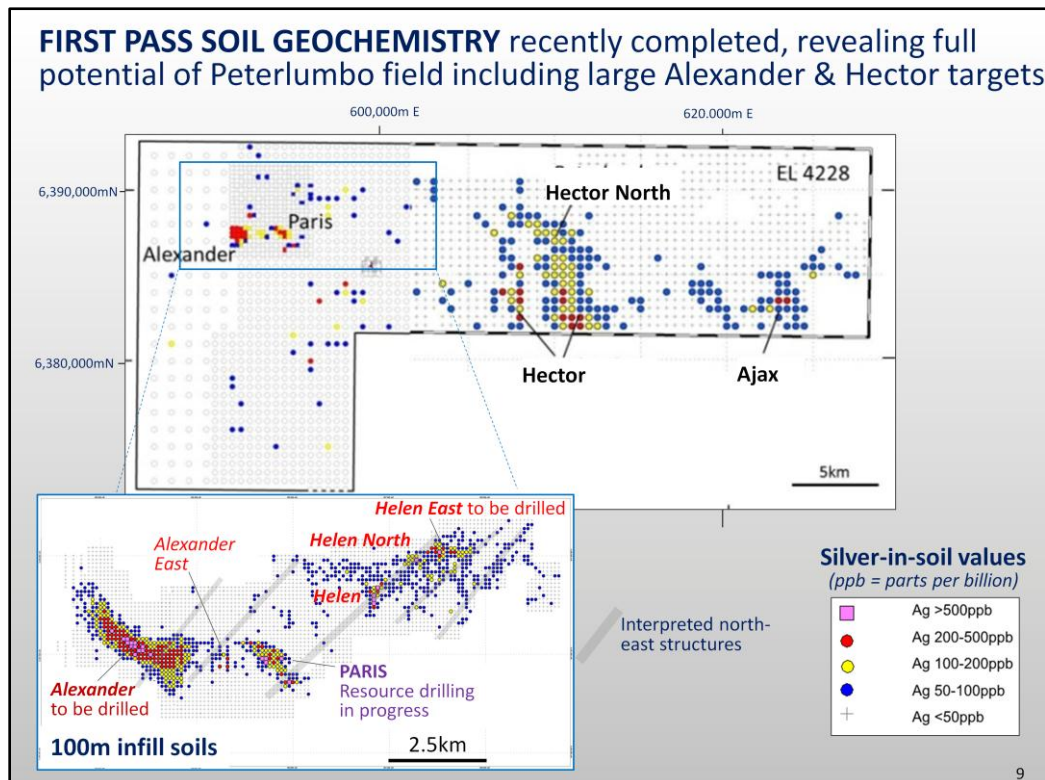 FIRST PASS SOIL GEOCHEMISTRY recently completed, revealing full
potential of Peterlumbo field including large Alexander & Hector targets
600,000m E
620.000m E
6,390,000mN
EL 4228
Hector North
Paris
Alexander
6,380,000mN
Hector
Ajax
5km
Helen East to be drilled
Alexander
East
Helen North
Helen
Interpreted north-
east structures
PARIS
Resource drilling
in progress
Alexander
to be drilled
100m infill soils
2.5km
Silver-in-soil values
(ppb = parts per billion)
Ag >500ppb
Ag 200-500ppb
Ag 100-200ppb
Ag 50-100ppb
Ag <50ppb
9